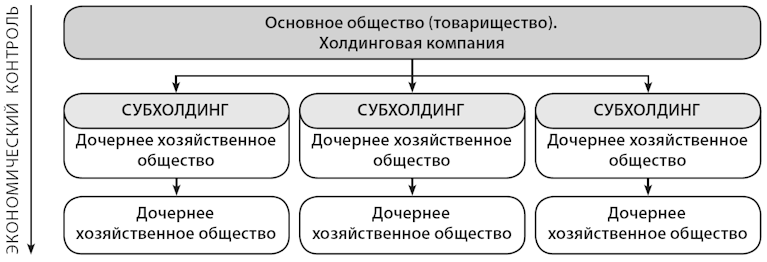 ЭКОНОМИЧЕСКИЙ КОНТРОЛЬ
Основное общество (товарищество).
Холдинговая компания
СУБХОЛДИНГ
Дочернее хозяйственное
общество
СУБХОЛДИНГ
Дочернее хозяйственное
общество
СУБХОЛДИНГ
Дочернее хозяйственное
общество
Дочернее
хозяйственное общество
Дочернее
хозяйственное общество
Дочернее
хозяйственное общество